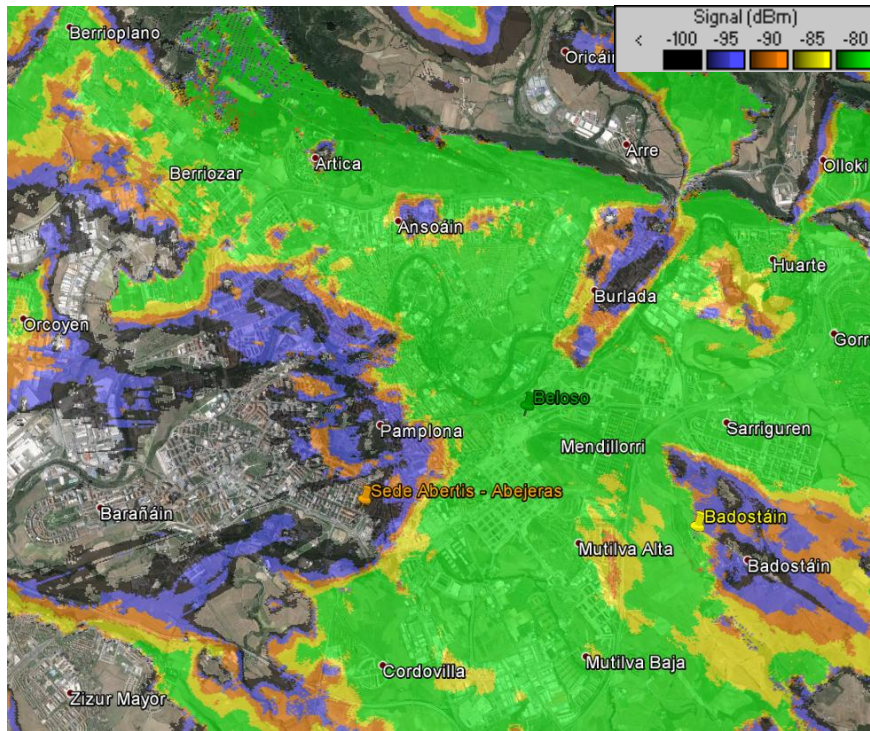 Signal (dBm)
< -100 -95 -90 -85 -80
Berrioplano
Oricáin
Arre
Artica
Berriozar
Olloki
Ansoáin
Huarte
Burlada
Orcoyen
Gorr
Beloso
Pamplona
Sarriguren
Mendillorri
Sede Abertis - Abejeras
Barañáin
Badostáin
Mutilva Alta
Badostáin
Cordovilla
Mutilva Baja
Zizur Mayor